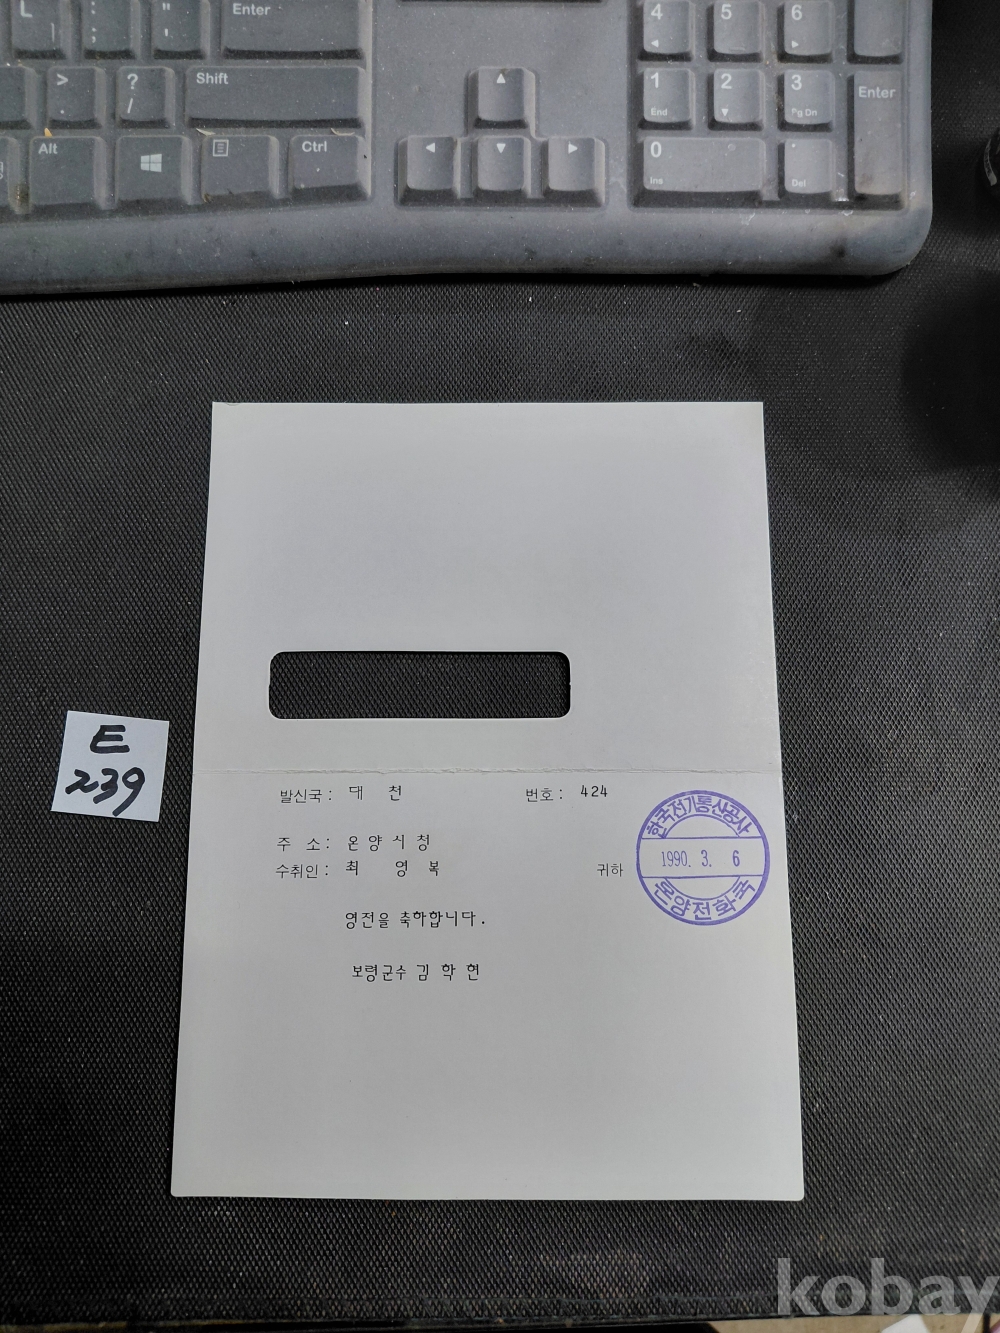 L : ; " ' Enter
4 5 6
> . ? / Shift
1 End 2 3 Pg Dn Enter
Alt Ctrl
0 Ins . Del
E
239
발신국 : 대 천 번호 : 424
주 소 : 온 양 시 청
수취인 : 최 영 복 귀하
영전을 축하합니다.
보령군수 김 학 현
한국전기통신공사
1990. 3. 6
온양전화국
kobay